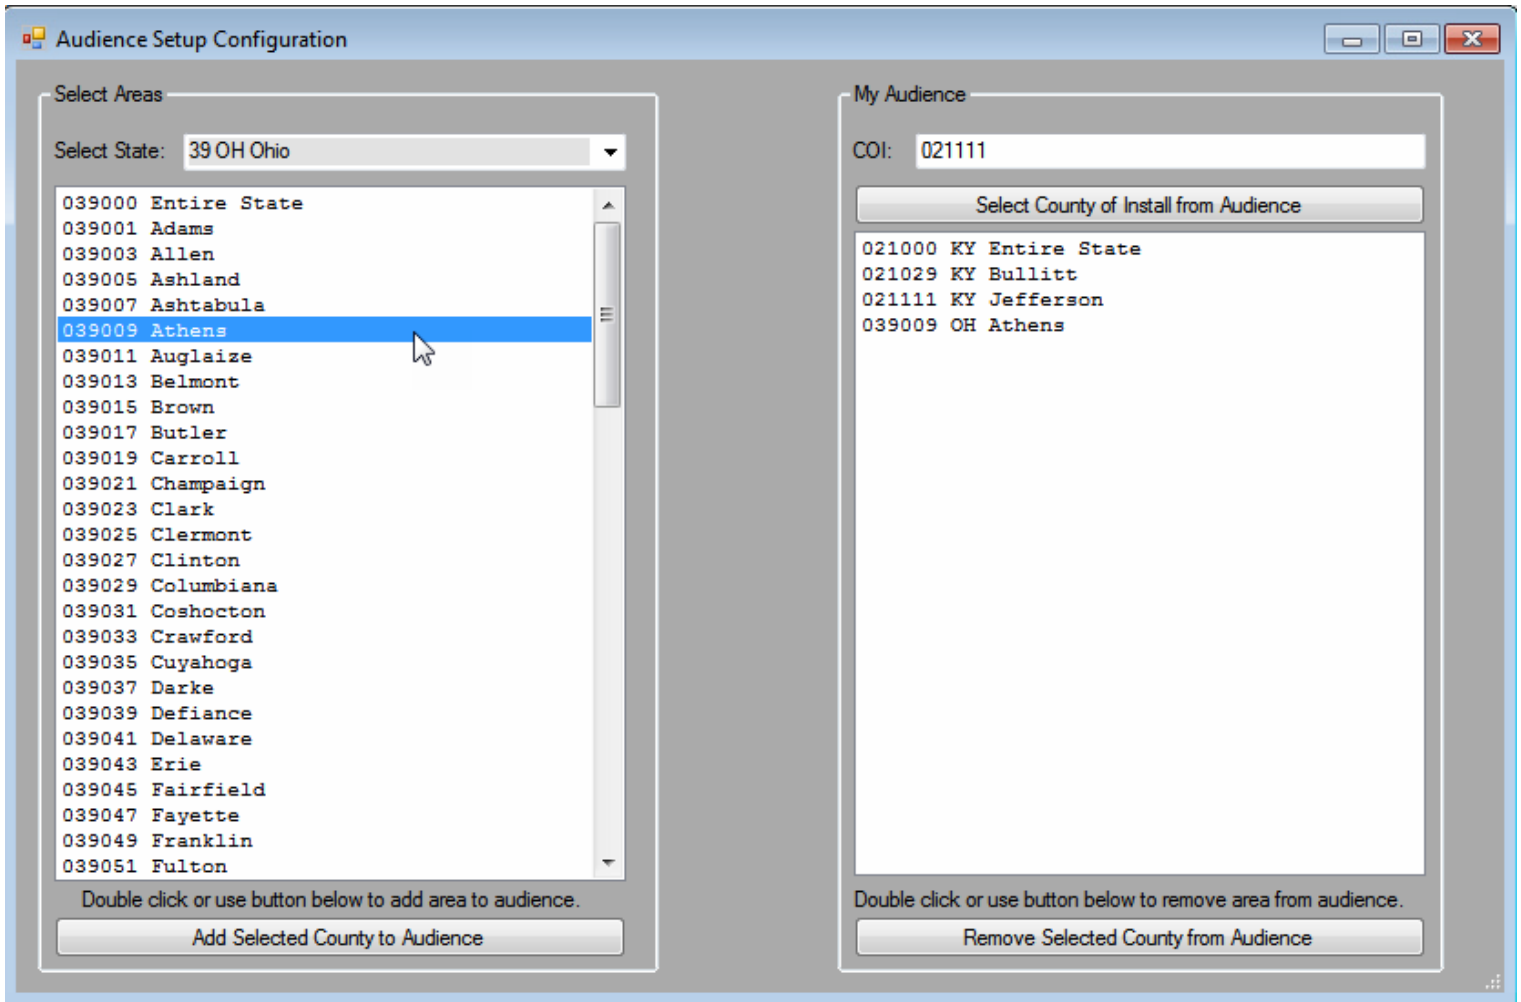 Audience Setup Configuration
Select Areas
Select State: 39 OH Ohio
039000 Entire State
039001 Adams
039003 Allen
039005 Ashland
039007 Ashtabula
039009 Athens
039011 Auglaize
039013 Belmont
039015 Brown
039017 Butler
039019 Carroll
039021 Champaign
039023 Clark
039025 Clermont
039027 Clinton
039029 Columbiana
039031 Coshocton
039033 Crawford
039035 Cuyahoga
039037 Darke
039039 Defiance
039041 Delaware
039043 Erie
039045 Fairfield
039047 Fayette
039049 Franklin
039051 Fulton
Double click or use button below to add area to audience.
Add Selected County to Audience
My Audience
COI: 021111
Select County of Install from Audience
021000 KY Entire State
021029 KY Bullitt
021111 KY Jefferson
039009 OH Athens
Double click or use button below to remove area from audience.
Remove Selected County from Audience